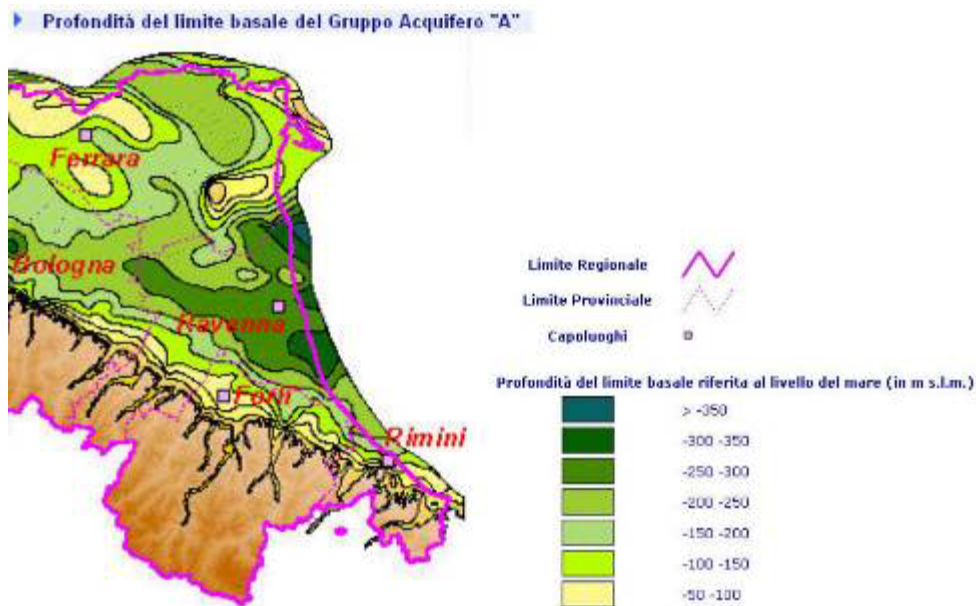 Profondità del limite basale del Gruppo Acquifero "A"
Ferrara
Bologna
Ravenna
Forlì
Rimini
Limite Regionale
Limite Provinciale
Capoluoghi
Profondità del limite basale riferita al livello del mare (in m s.l.m.)
> -350
-300 -350
-250 -300
-200 -250
-150 -200
-100 -150
-50 -100